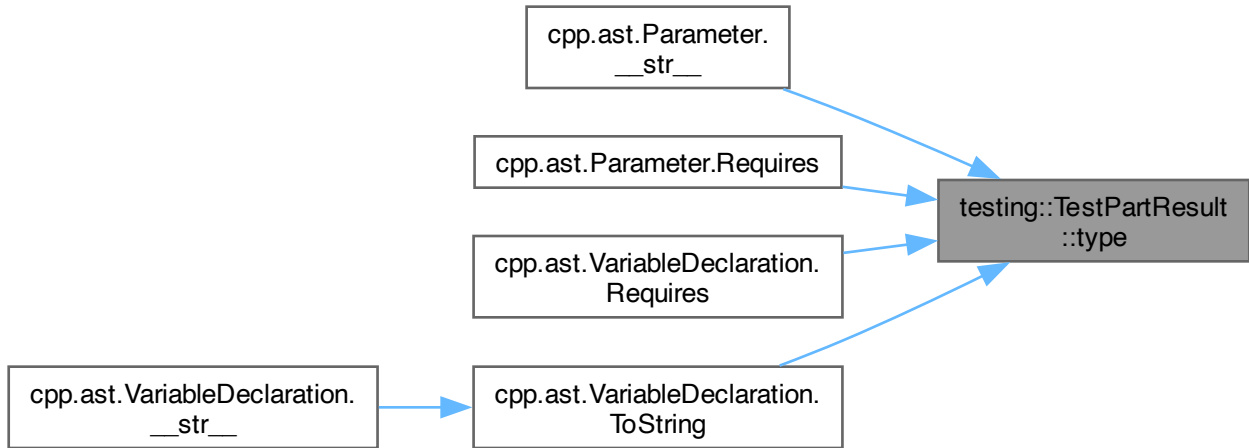 cpp.ast.Parameter.
__str__
cpp.ast.Parameter.Requires
testing::TestPartResult
::type
cpp.ast.VariableDeclaration.
Requires
cpp.ast.VariableDeclaration.
__str__
cpp.ast.VariableDeclaration.
ToString